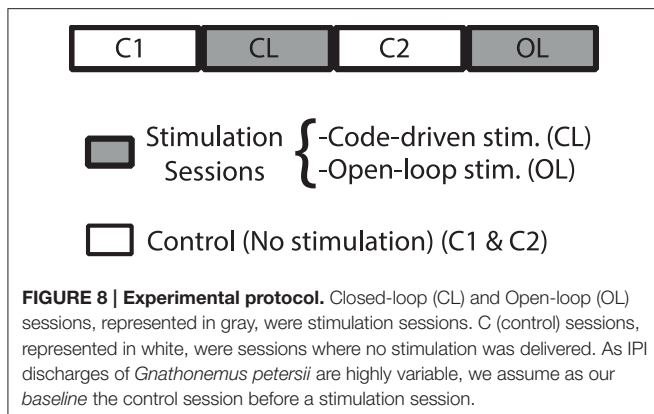 C1 CL C2 OL
Stimulation Sessions { -Code-driven stim. (CL)
-Open-loop stim. (OL)
Control (No stimulation) (C1 & C2)
FIGURE 8 | Experimental protocol. Closed-loop (CL) and Open-loop (OL)
sessions, represented in gray, were stimulation sessions. C (control) sessions,
represented in white, were sessions where no stimulation was delivered. As IPI
discharges of Gnathonemus petersii are highly variable, we assume as our
baseline the control session before a stimulation session.